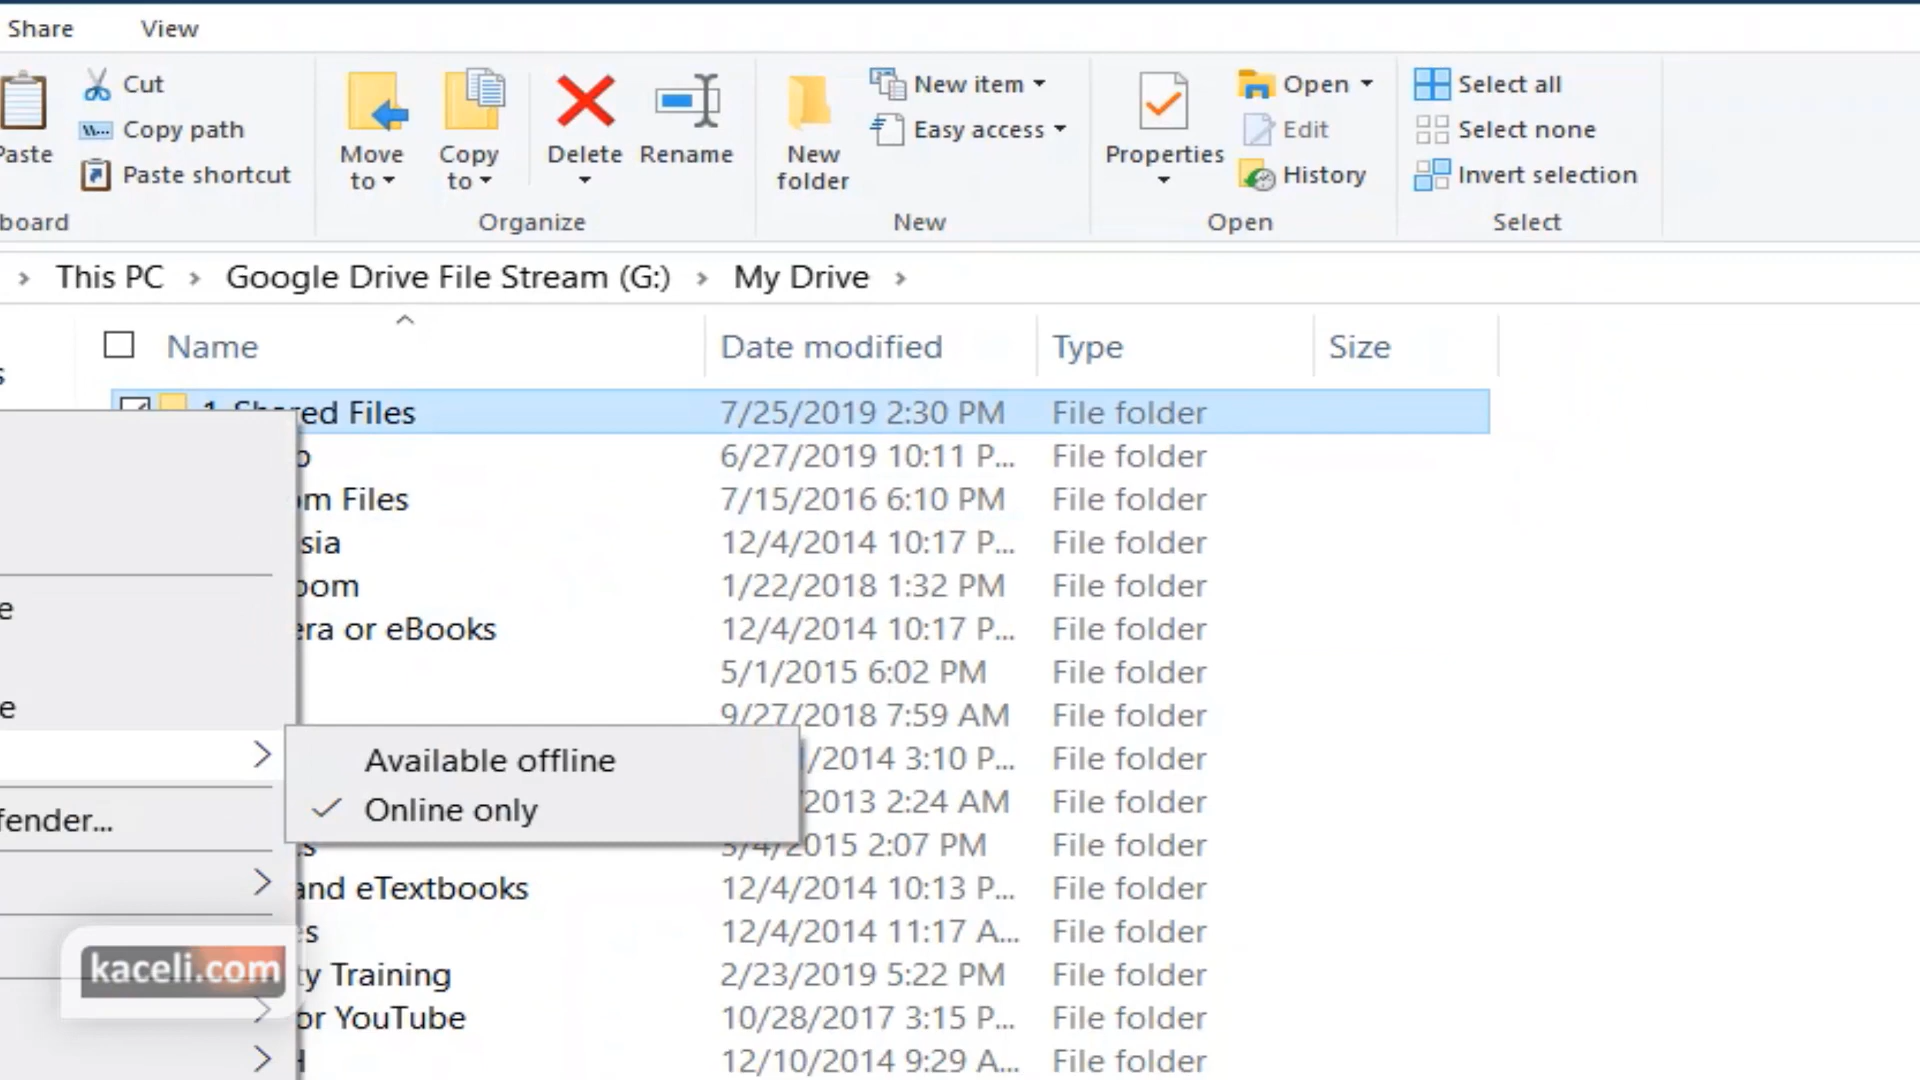 Share View
Cut
Copy path
Paste shortcut
Paste
board
Move to
Copy to
Delete
Rename
Organize
New folder
New item
Easy access
New
Properties
Open
Edit
History
Open
Select all
Select none
Invert selection
Select
This PC › Google Drive File Stream (G:) › My Drive ›
Name Date modified Type Size
Shared Files 7/25/2019 2:30 PM File folder
6/27/2019 10:11 P... File folder
om Files 7/15/2016 6:10 PM File folder
sia 12/4/2014 10:17 P... File folder
oom 1/22/2018 1:32 PM File folder
era or eBooks 12/4/2014 10:17 P... File folder
5/1/2015 6:02 PM File folder
9/27/2018 7:59 AM File folder
/2014 3:10 P... File folder
2013 2:24 AM File folder
2015 2:07 PM File folder
and eTextbooks 12/4/2014 10:13 P... File folder
es 12/4/2014 11:17 A... File folder
ty Training 2/23/2019 5:22 PM File folder
or YouTube 10/28/2017 3:15 P... File folder
12/10/2014 9:29 A... File folder
e
e
fender...
Available offline
Online only
kaceli.com